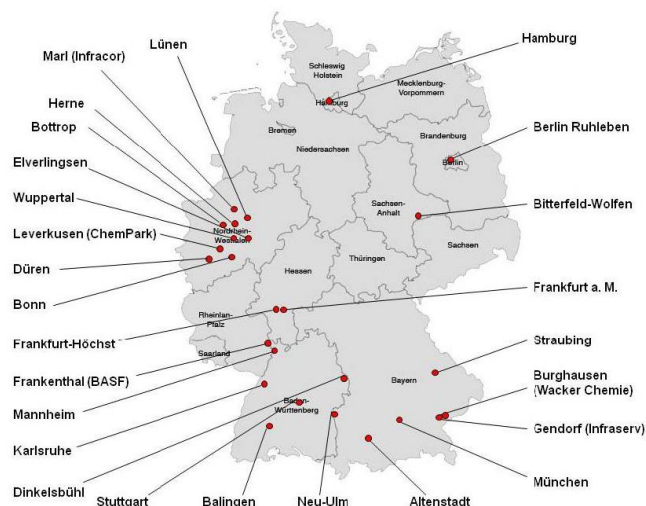 Lünen
Marl (Infracor)
Herne
Bottrop
Elverlingsen
Wuppertal
Leverkusen (ChemPark)
Düren
Bonn
Frankfurt-Höchst
Frankenthal (BASF)
Mannheim
Karlsruhe
Dinkelsbühl
Stuttgart
Balingen
Neu-Ulm
Altenstadt
Hamburg
Berlin Ruhleben
Bitterfeld-Wolfen
Frankfurt a. M.
Straubing
Burghausen
(Wacker Chemie)
Gendorf (Infraserv)
München
Schleswig
Holstein
Mecklenburg-
Vorpommern
Hamburg
Bremen
Niedersachsen
Brandenburg
Berlin
Sachsen-
Anhalt
Nordrhein-
Westfalen
Hessen
Thüringen
Sachsen
Rheinlan-
Pfalz
Saarland
Bayern
Baden-
Württenberg